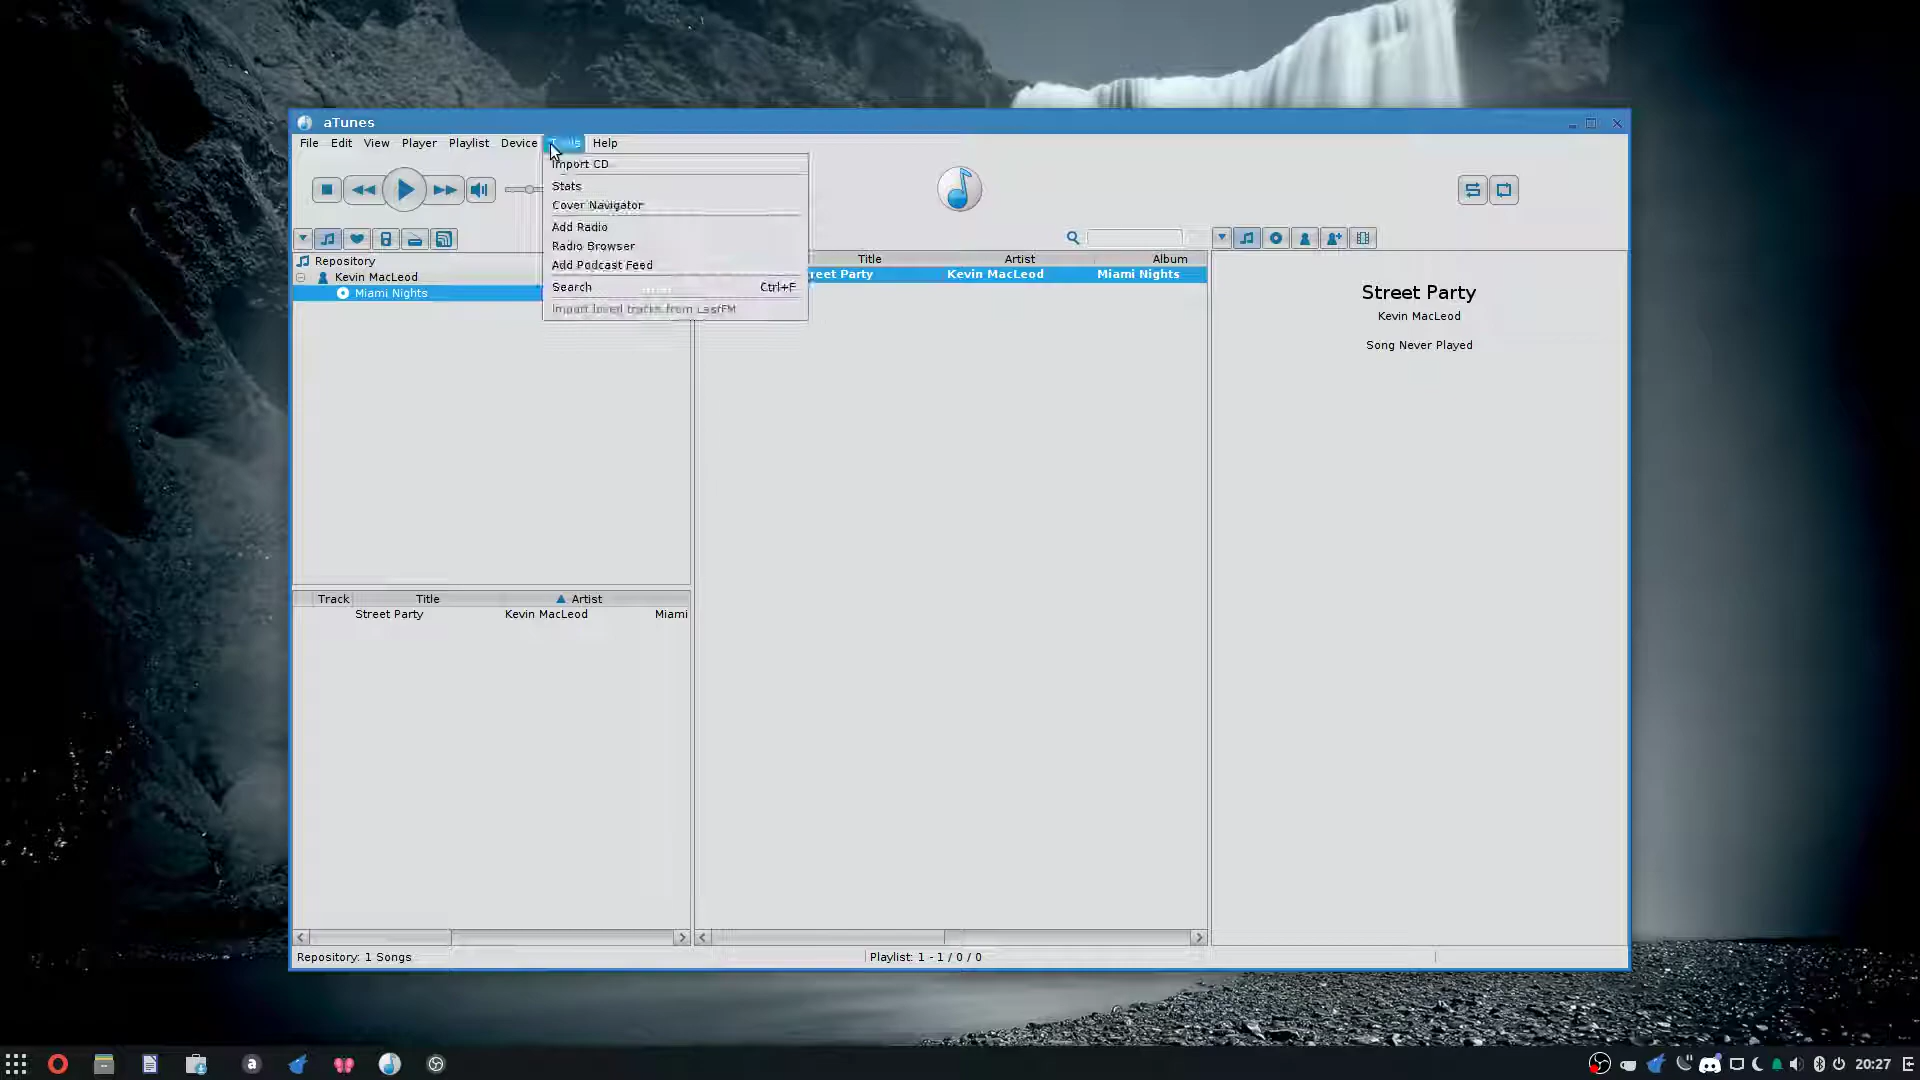 aTunes
File Edit View Player Playlist Device Tools Help
Import CD
Stats
Cover Navigator
Add Radio
Radio Browser
Add Podcast Feed
Search Ctrl+F
Import loved tracks from LastFM
Repository
Kevin MacLeod
Miami Nights
Title Artist Album
reet Party Kevin MacLeod Miami Nights
Street Party
Kevin MacLeod
Song Never Played
Track Title Artist
Street Party Kevin MacLeod Miami
Repository: 1 Songs
Playlist: 1 - 1 / 0 / 0
a
20:27